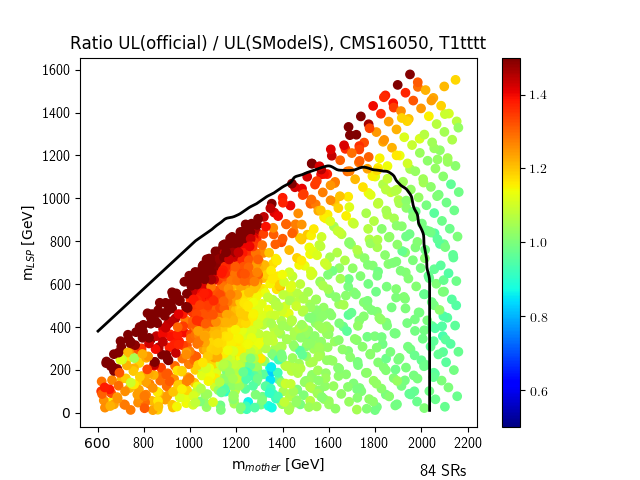 Ratio UL(official) / UL(SModelS), CMS16050, T1tttt
1600
1400
1200
1000
800
600
400
200
0
m_LSP [GeV]
600 800 1000 1200 1400 1600 1800 2000 2200
m_mother [GeV]
84 SRs
1.4
1.2
1.0
0.8
0.6